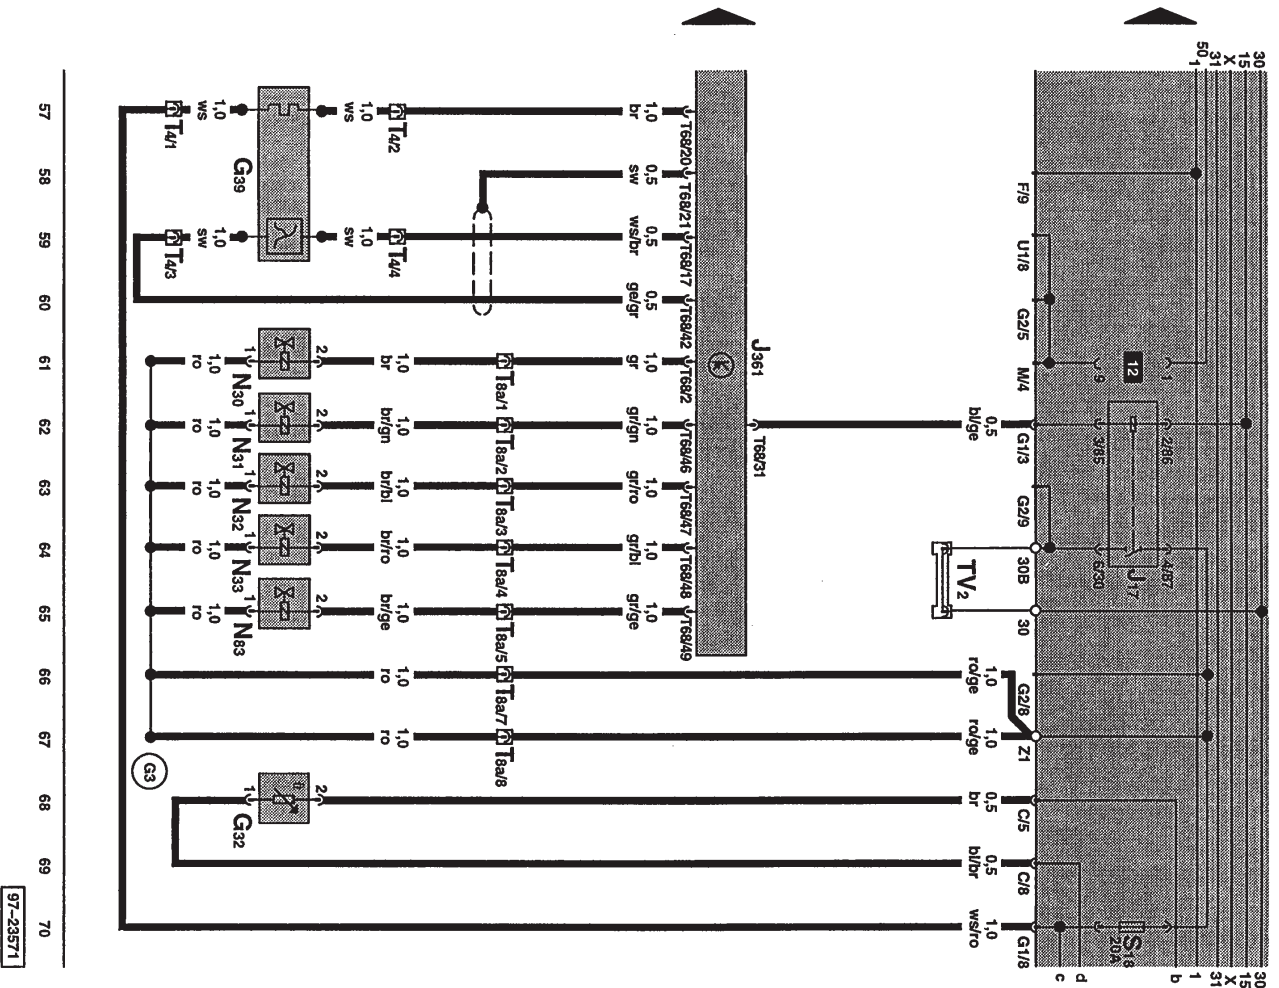 30 30
15 15
X X
31 31
50
1 1
b
1 2/86 4/87
12 J17 S18
20A
9 3/85 6/30
d
c
F/9 U1/8 G2/5 M/4 G1/3 G2/9 30B 30 G2/8 Z1 C/5 C/8 G1/8
0,5 1,0 1,0 0,5 0,5 1,0
bl/ge ro/ge ro/ge br bl/br ws/ro
TV2
J361 T68/31
k
T68/20 T68/21 T68/17 T68/42 T68/2 T68/46 T68/47 T68/48 T68/49
1,0 0,5 0,5 0,5 1,0 1,0 1,0 1,0 1,0
br sw ws/br ge/gr gr gr/gn gr/ro gr/bl gr/ge
T8a/1 T8a/2 T8a/3 T8a/4 T8a/5 T8a/7 T8a/8
T4/2 T4/4
1,0 1,0 1,0 1,0 1,0 1,0 1,0 1,0 1,0
ws sw br br/gn br/bl br/ro br/ge ro ro
2 2 2 2 2 2
G39 1 N30 1 N31 1 N32 1 N33 1 N83 1 G32
1,0 1,0 1,0 1,0 1,0 1,0 1,0
ws sw ro ro ro ro ro
T4/1 T4/3
G3
57 58 59 60 61 62 63 64 65 66 67 68 69 70
97-23571